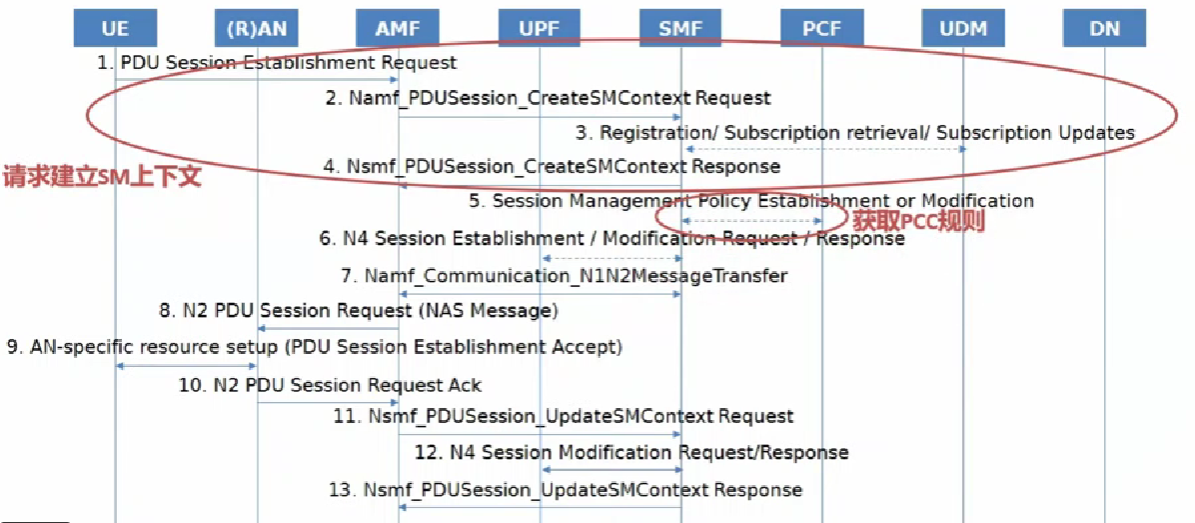 UE (R)AN AMF UPF SMF PCF UDM DN
1. PDU Session Establishment Request
2. Namf_PDUSession_CreateSMContext Request
3. Registration/ Subscription retrieval/ Subscription Updates
4. Nsmf_PDUSession_CreateSMContext Response
请求建立SM上下文
5. Session Management Policy Establishment or Modification
获取PCC规则
6. N4 Session Establishment / Modification Request / Response
7. Namf_Communication_N1N2MessageTransfer
8. N2 PDU Session Request (NAS Message)
9. AN-specific resource setup (PDU Session Establishment Accept)
10. N2 PDU Session Request Ack
11. Nsmf_PDUSession_UpdateSMContext Request
12. N4 Session Modification Request/Response
13. Nsmf_PDUSession_UpdateSMContext Response